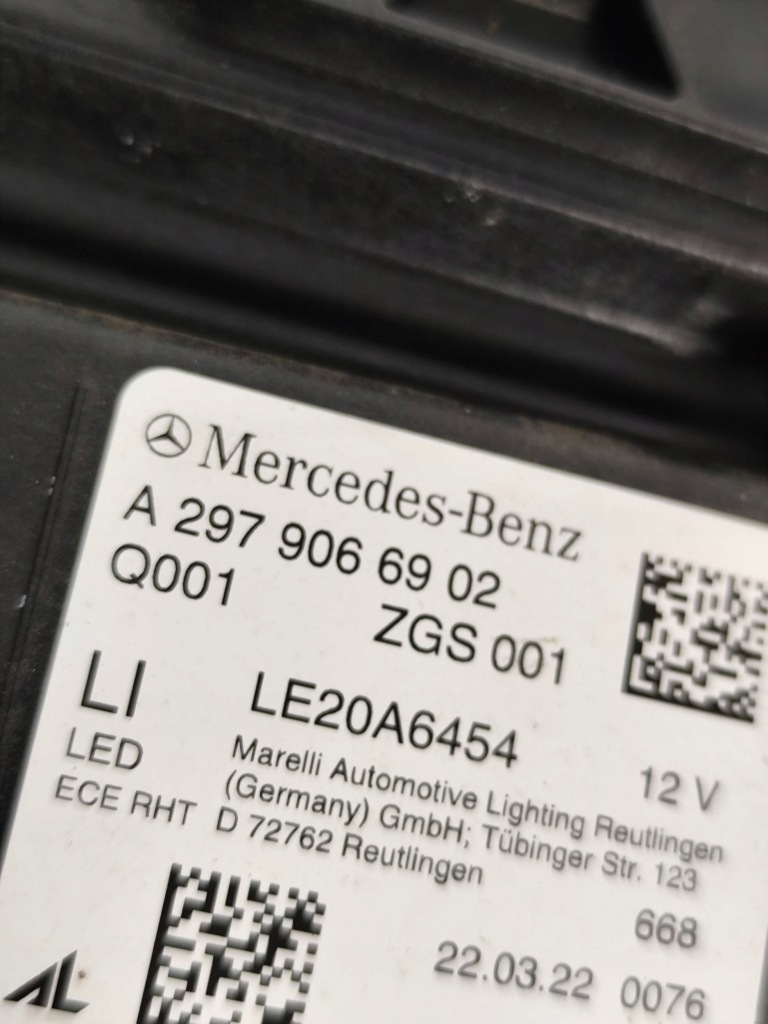 Mercedes-Benz
A 297 906 69 02
Q001
ZGS 001
LI
LE20A6454
LED
12 V
ECE RHT
Marelli Automotive Lighting Reutlingen
(Germany) GmbH; Tübinger Str. 123
D 72762 Reutlingen
668
22.03.22 0076
AL